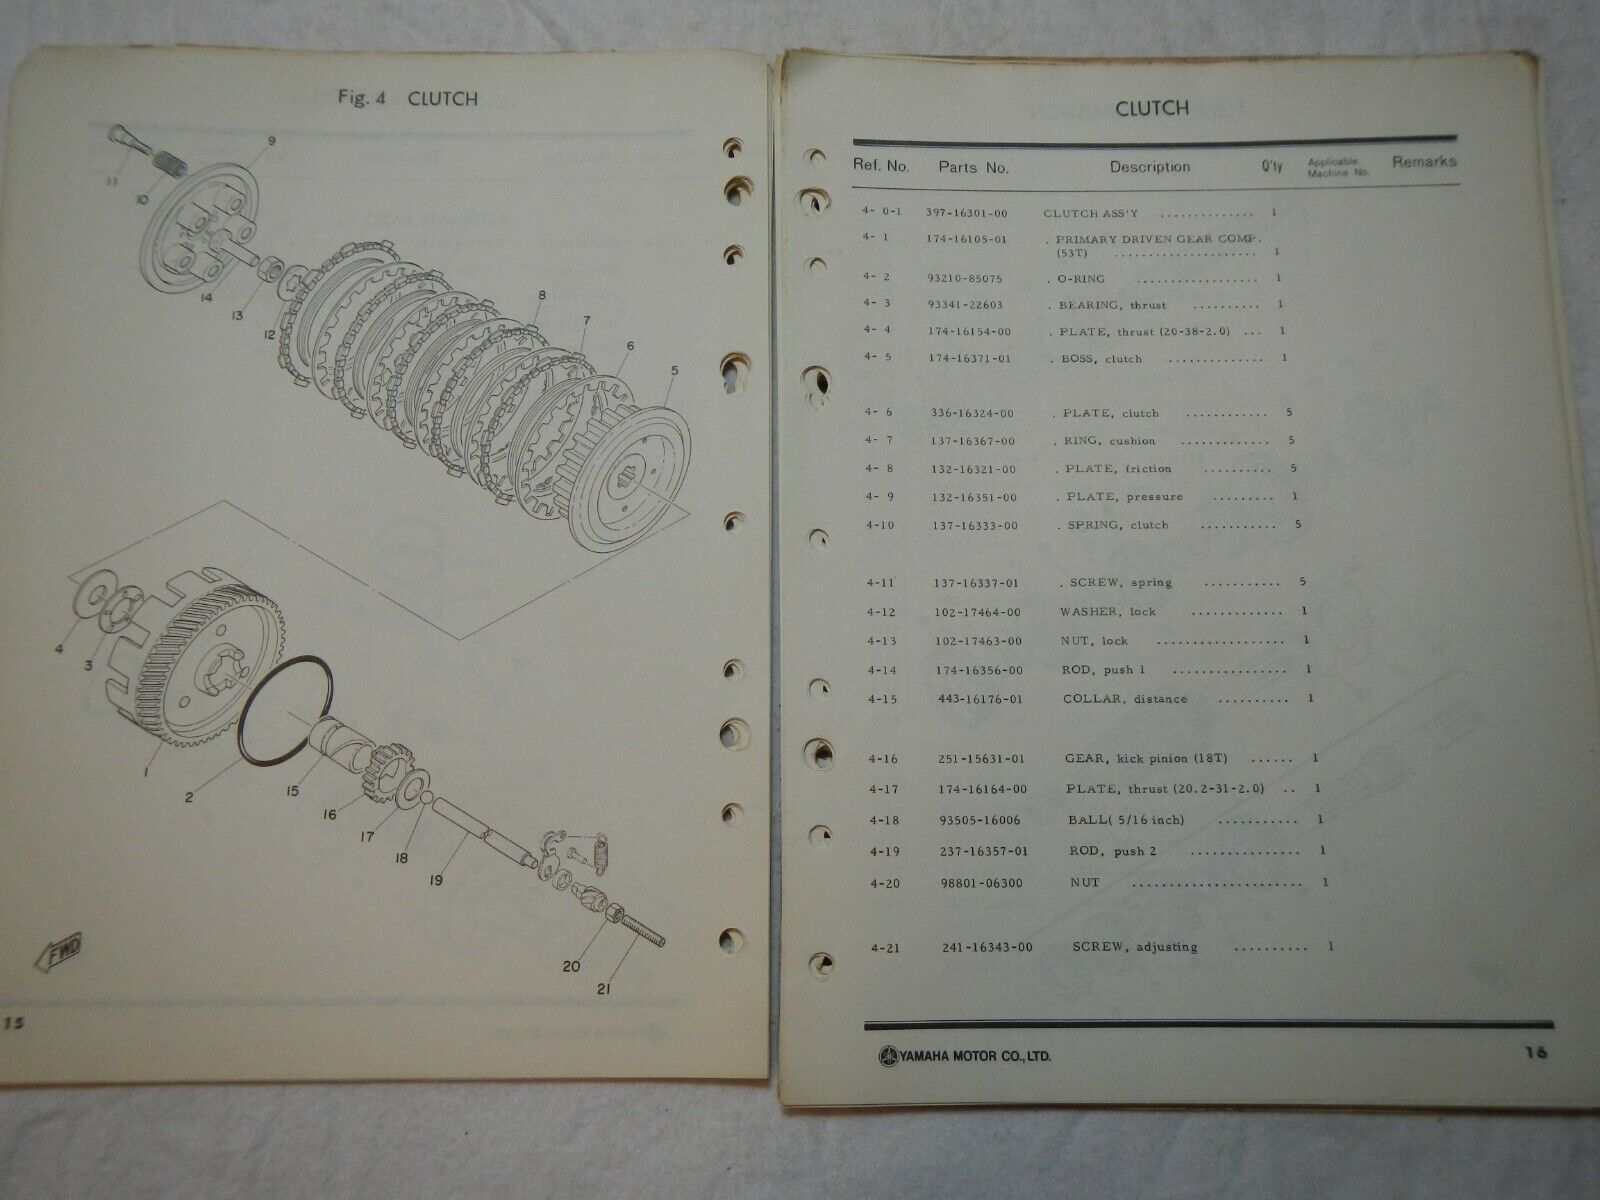 Fig. 4 CLUTCH
9
11
10
14
13
12
8
7
6
5
4
3
1
2
15
16
17
18
19
20
21
FWD
15
CLUTCH
Ref. No. Parts No. Description Q'ty Applicable Machine No. Remarks
4- 0-1 397-16301-00 CLUTCH ASS'Y .............. 1
4- 1 174-16105-01 . PRIMARY DRIVEN GEAR COMP.
(53T) ..................... 1
4- 2 93210-85075 . O-RING .................. 1
4- 3 93341-22603 . BEARING, thrust .......... 1
4- 4 174-16154-00 . PLATE, thrust (20-38-2.0) ... 1
4- 5 174-16371-01 . BOSS, clutch .............. 1
4- 6 336-16324-00 . PLATE, clutch ............ 5
4- 7 137-16367-00 . RING, cushion ............ 5
4- 8 132-16321-00 . PLATE, friction .......... 5
4- 9 132-16351-00 . PLATE, pressure ......... 1
4-10 137-16333-00 . SPRING, clutch ........... 5
4-11 137-16337-01 . SCREW, spring ........... 5
4-12 102-17464-00 WASHER, lock ............. 1
4-13 102-17463-00 NUT, lock .................. 1
4-14 174-16356-00 ROD, push 1 ................ 1
4-15 443-16176-01 COLLAR, distance .......... 1
4-16 251-15631-01 GEAR, kick pinion (18T) ...... 1
4-17 174-16164-00 PLATE, thrust (20.2-31-2.0) .. 1
4-18 93505-16006 BALL( 5/16 inch) ........... 1
4-19 237-16357-01 ROD, push 2 ............... 1
4-20 98801-06300 NUT ........................ 1
4-21 241-16343-00 SCREW, adjusting .......... 1
YAMAHA MOTOR CO., LTD.
16